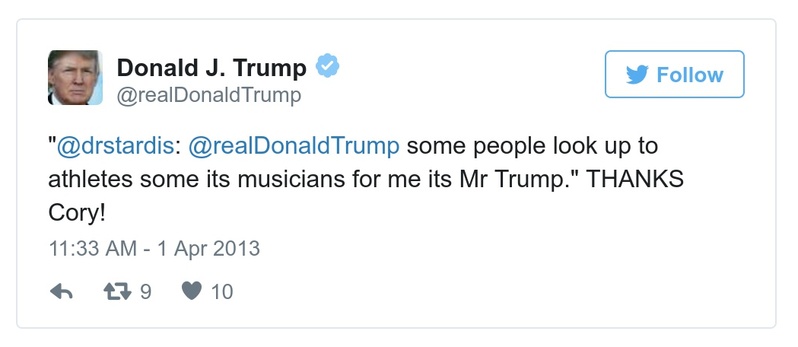 Donald J. Trump
@realDonaldTrump
Follow
"@drstardis: @realDonaldTrump some people look up to
athletes some its musicians for me its Mr Trump." THANKS
Cory!
11:33 AM - 1 Apr 2013
9 10